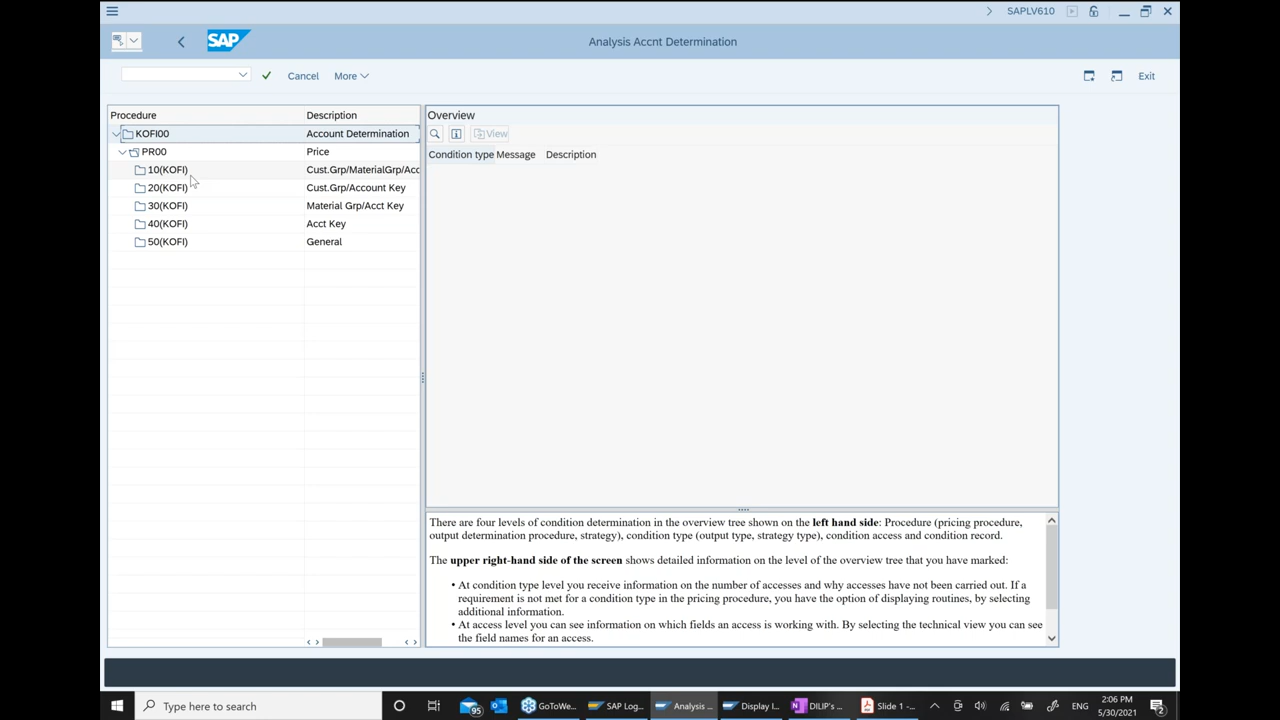 SAPLV610
SAP
Analysis Accnt Determination
Cancel
More
Exit
Procedure
Description
KOFI00
Account Determination
PR00
Price
10(KOFI)
Cust.Grp/MaterialGrp/Acc
20(KOFI)
Cust.Grp/Account Key
30(KOFI)
Material Grp/Acct Key
40(KOFI)
Acct Key
50(KOFI)
General
Overview
View
Condition type Message Description
There are four levels of condition determination in the overview tree shown on the left hand side: Procedure (pricing procedure,
output determination procedure, strategy), condition type (output type, strategy type), condition access and condition record.
The upper right-hand side of the screen shows detailed information on the level of the overview tree that you have marked:
• At condition type level you receive information on the number of accesses and why accesses have not been carried out. If a
requirement is not met for a condition type in the pricing procedure, you have the option of displaying routines, by selecting
additional information.
• At access level you can see information on which fields an access is working with. By selecting the technical view you can see
the field names for an access.
Type here to search
95
GoToWe...
SAP Log...
Analysis ...
Display I...
DILIP's ...
Slide 1 -...
ENG
2:06 PM
5/30/2021
2